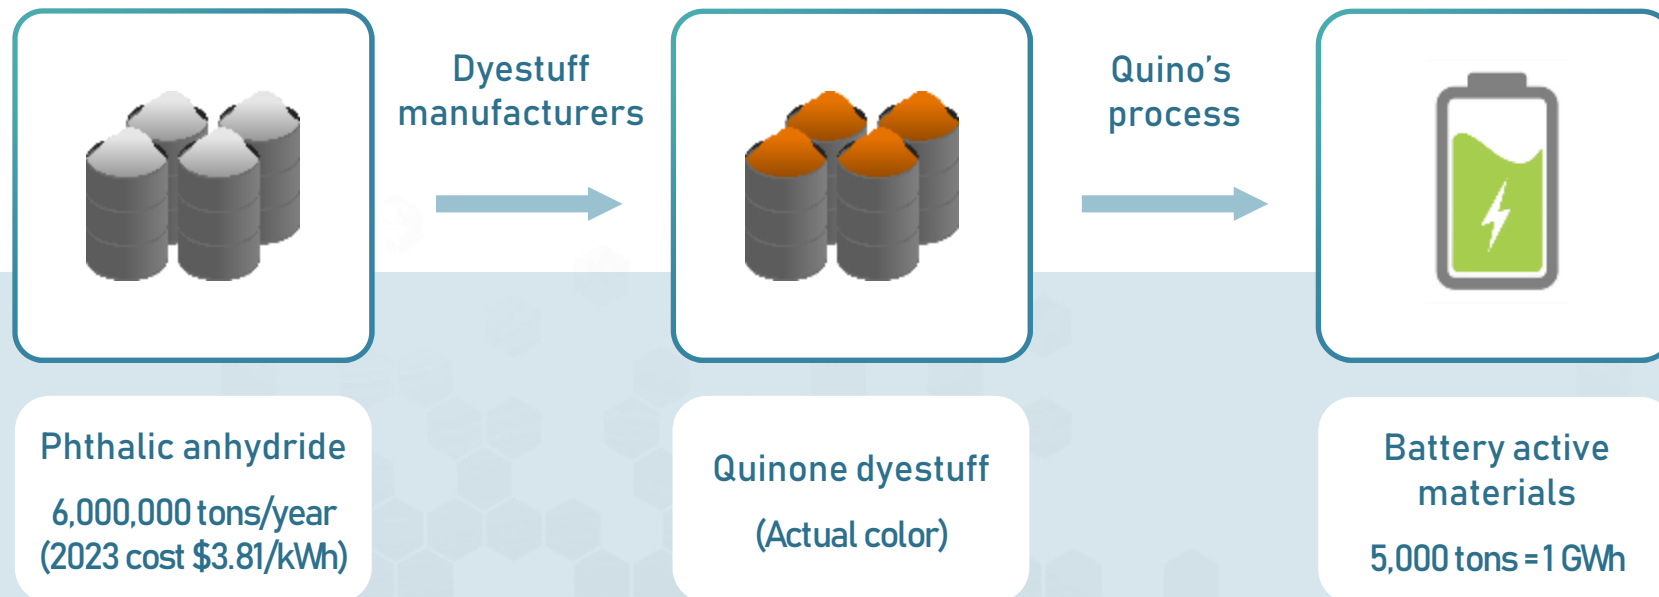 Dyestuff
manufacturers
Quino's
process
Phthalic anhydride
6,000,000 tons/year
(2023 cost $3.81/kWh)
Quinone dyestuff
(Actual color)
Battery active
materials
5,000 tons = 1 GWh